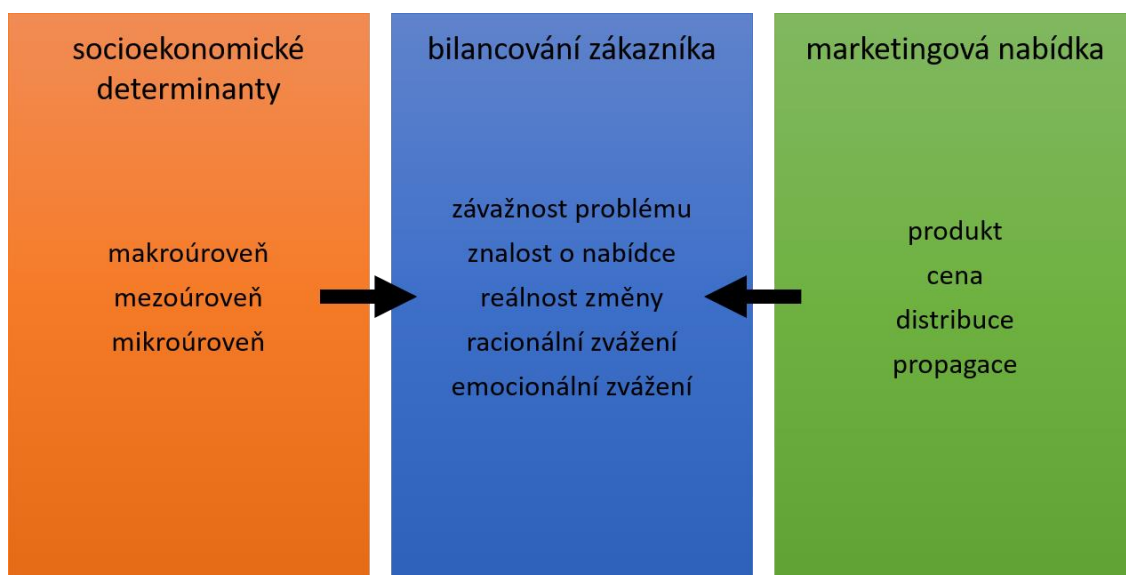 socioekonomické
determinanty
makroúroveň
mezoúroveň
mikroúroveň
bilancování zákazníka
závažnost problému
znalost o nabídce
reálnost změny
racionální zvážení
emocionální zvážení
marketingová nabídka
produkt
cena
distribuce
propagace